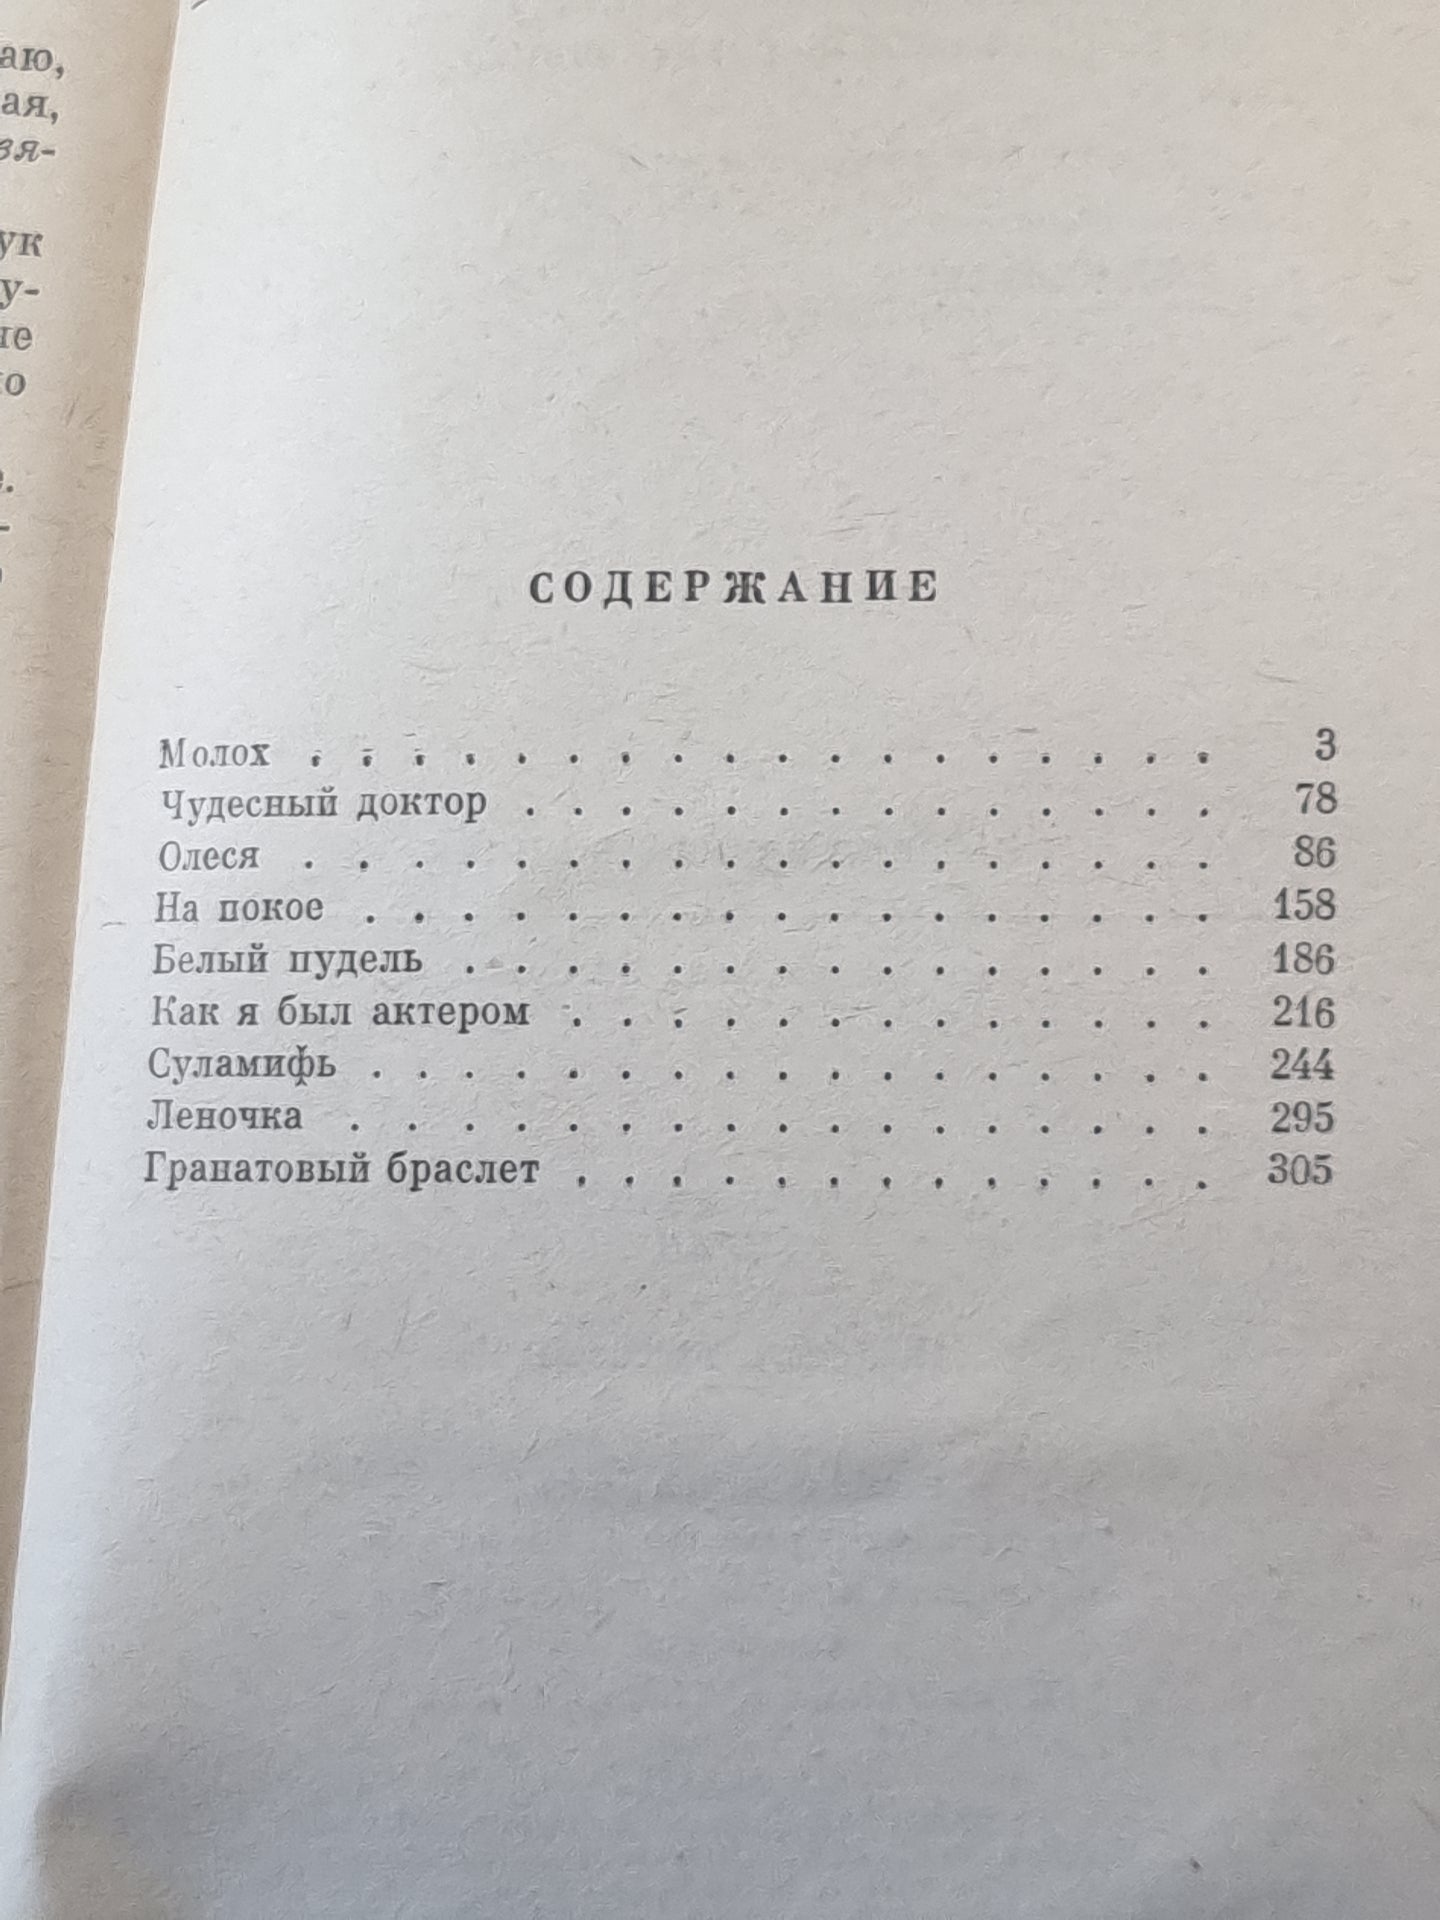 СОДЕРЖАНИЕ
Молох . . . . . . . . . . . . . . . . . . 3
Чудесный доктор . . . . . . . . . . . . . . 78
Олеся . . . . . . . . . . . . . . . . . . 86
На покое . . . . . . . . . . . . . . . . . 158
Белый пудель . . . . . . . . . . . . . . . 186
Как я был актером . . . . . . . . . . . . . 216
Суламифь . . . . . . . . . . . . . . . . . 244
Леночка . . . . . . . . . . . . . . . . . 295
Гранатовый браслет . . . . . . . . . . . . . 305